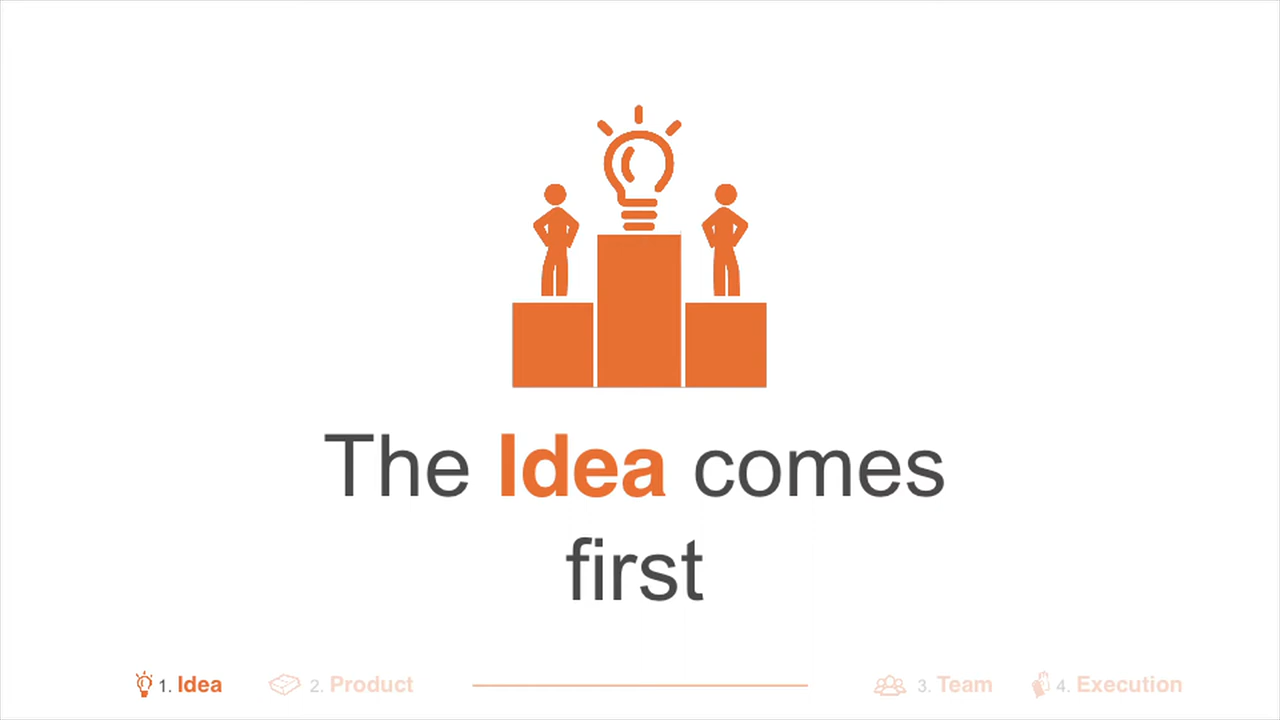 The Idea comes
first
1. Idea 2. Product 3. Team 4. Execution